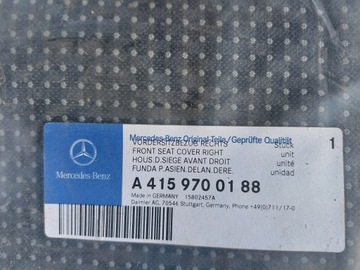 Mercedes-Benz Original-Teile/Geprüfte Qualität
VORDERSITZBEZUG RECHTS Stück 1
FRONT SEAT COVER RIGHT unit
HOUS.D.SIEGE AVANT DROIT unité
FUNDA P.ASIEN.DELAN.DERE. unidad
Mercedes-Benz
A 415 970 01 88
Made in GERMANY 15802457A
Daimler AG, 70546 Stuttgart, Germany, Phone +49(0)711/17-0